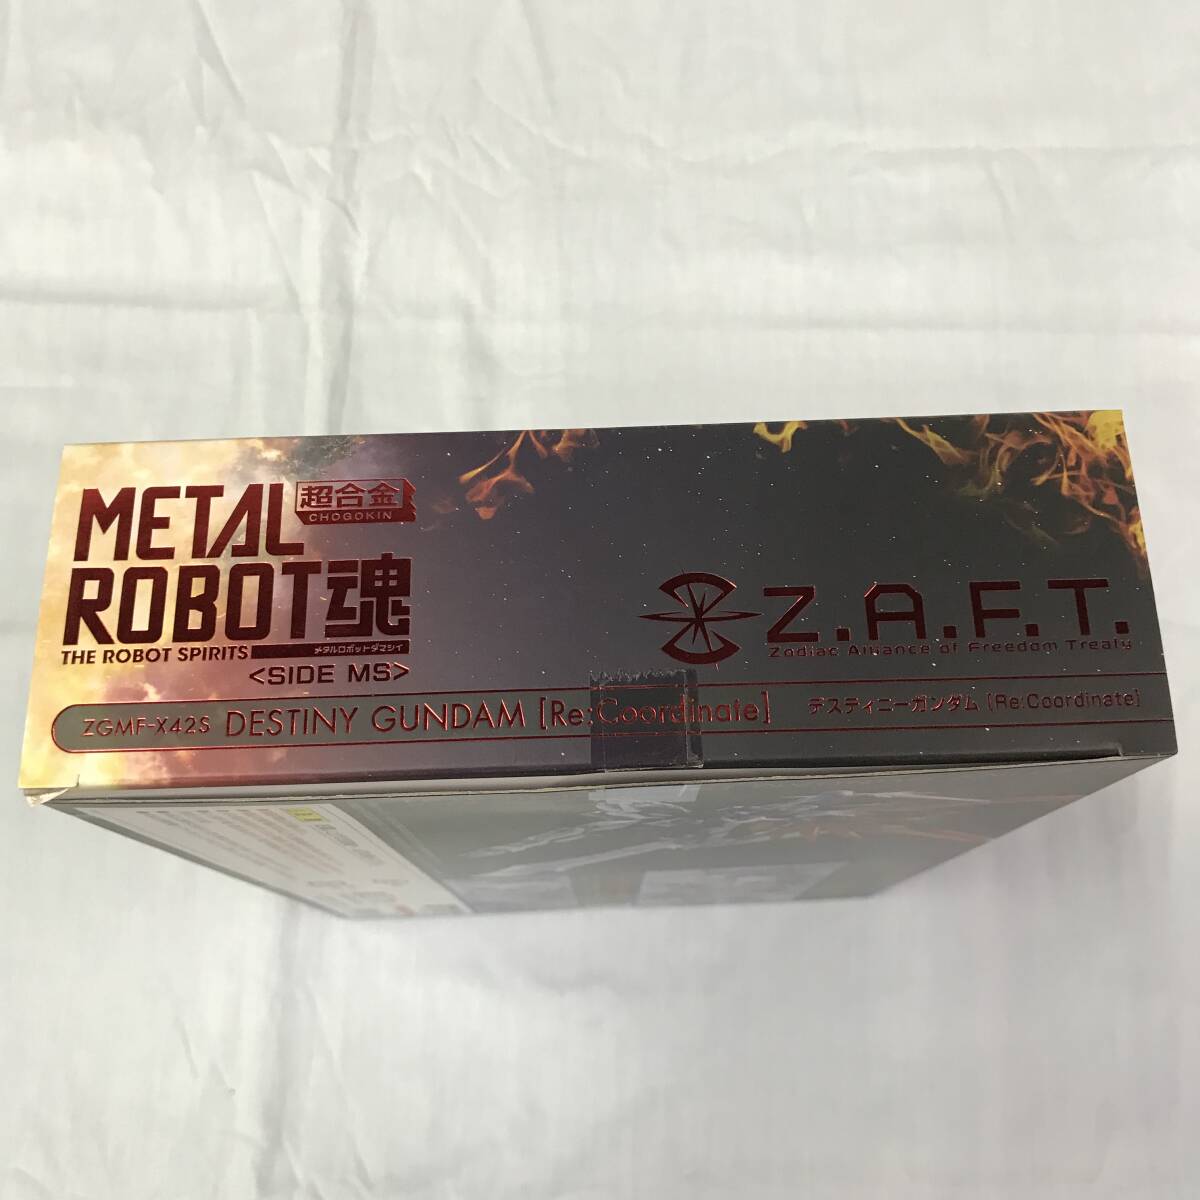 METAL 超合金
CHOGOKIN
ROBOT魂
THE ROBOT SPIRITS メタルロボットダマシイ
<SIDE MS>
Z.A.F.T.
Zodiac Alliance of Freedom Treaty
ZGMF-X42S DESTINY GUNDAM [Re:Coordinate] デスティニーガンダム [Re:Coordinate]